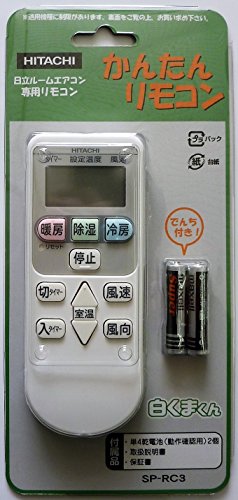 ※適用機種に制限があります。裏面をご覧の上、お買い求め下さい。
HITACHI
日立ルームエアコン
専用リモコン
かんたん
リモコン
プラ
パック
紙
台紙
HITACHI
タイマー
設定温度
風速
暖房
除湿
冷房
リセット
停止
切タイマー
風速
室温
入タイマー
風向
でんち付き!
Super
白くまくん
付属品
・単4乾電池(動作確認用)2個
・取扱説明書
・保証書
SP-RC3